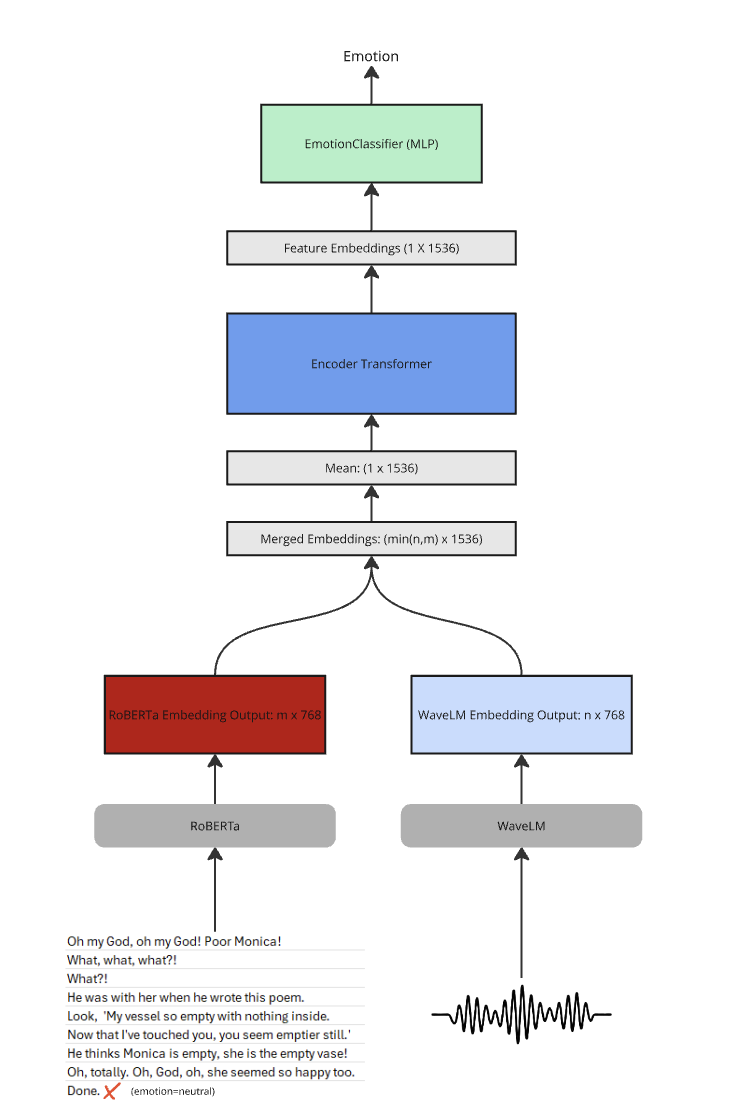 Emotion
EmotionClassifier (MLP)
Feature Embeddings (1 X 1536)
Encoder Transformer
Mean: (1 x 1536)
Merged Embeddings: (min(n,m) x 1536)
RoBERTa Embedding Output: m x 768
WaveLM Embedding Output: n x 768
RoBERTa
WaveLM
Oh my God, oh my God! Poor Monica!
What, what, what?!
What?!
He was with her when he wrote this poem.
Look, 'My vessel so empty with nothing inside.
Now that I've touched you, you seem emptier still.'
He thinks Monica is empty, she is the empty vase!
Oh, totally. Oh, God, oh, she seemed so happy too.
Done. ❌ (emotion=neutral)